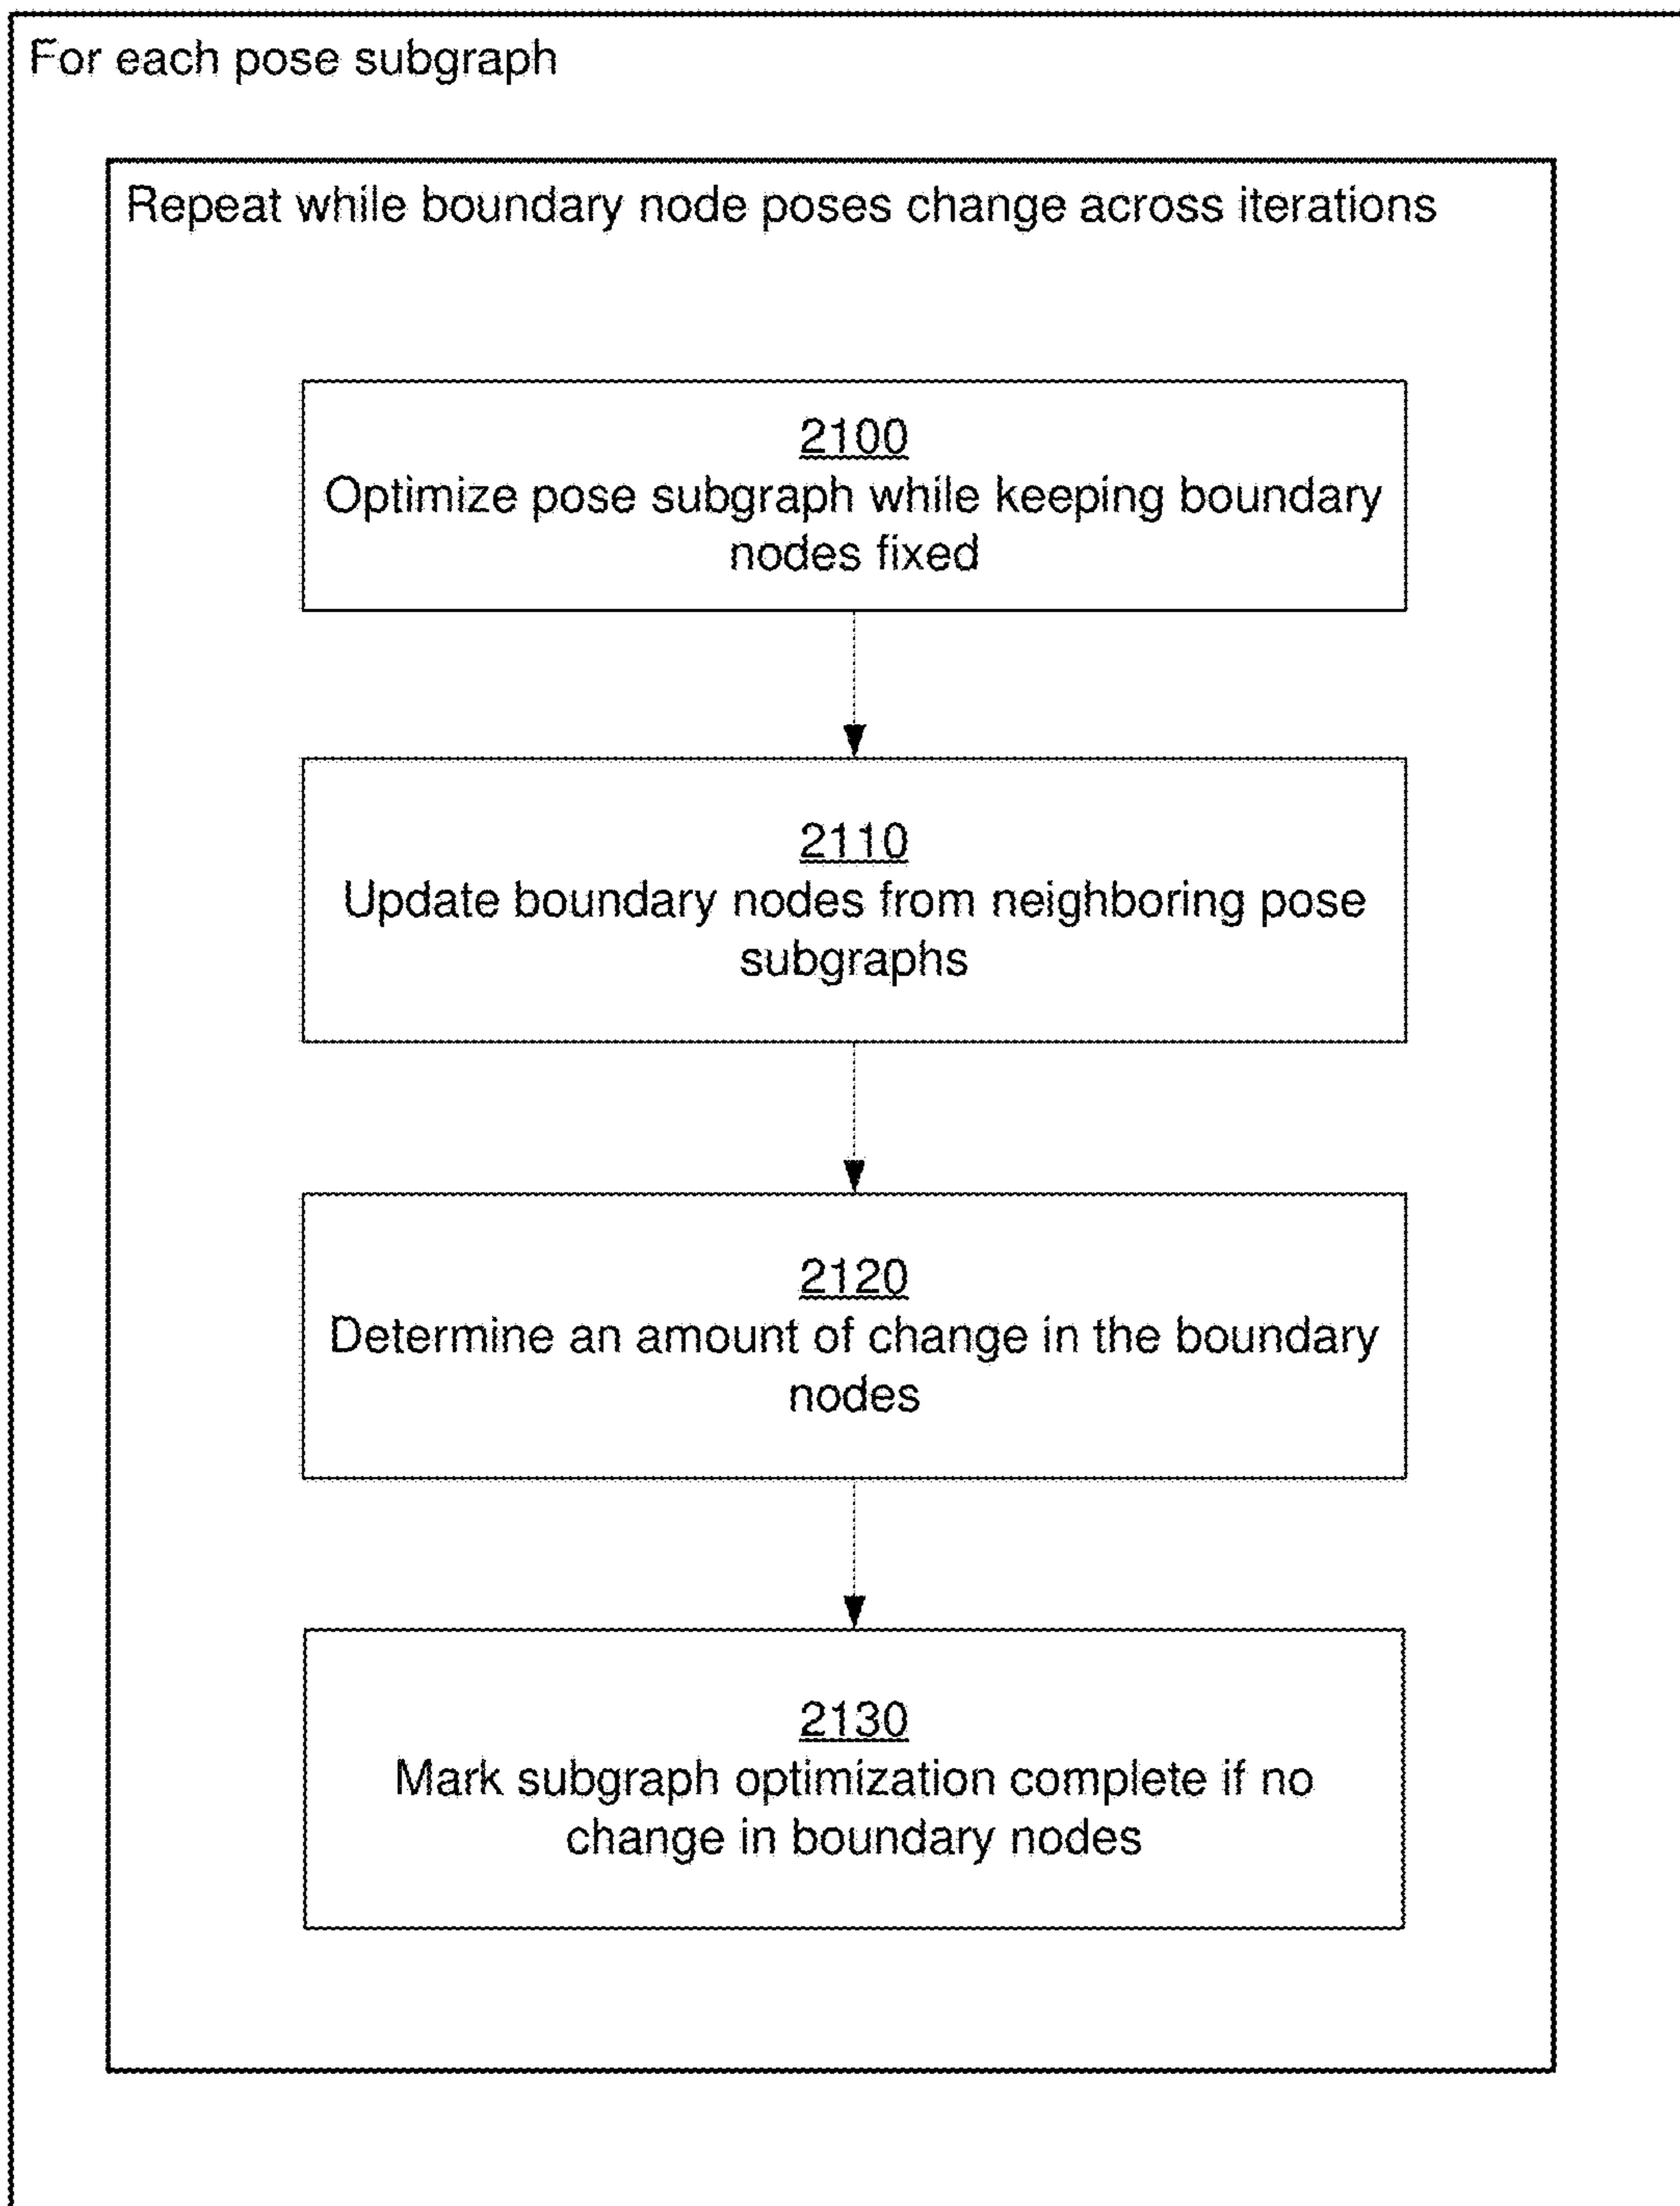 For each pose subgraph
Repeat while boundary node poses change across iterations
2100
Optimize pose subgraph while keeping boundary
nodes fixed
2110
Update boundary nodes from neighboring pose
subgraphs
2120
Determine an amount of change in the boundary
nodes
2130
Mark subgraph optimization complete if no
change in boundary nodes